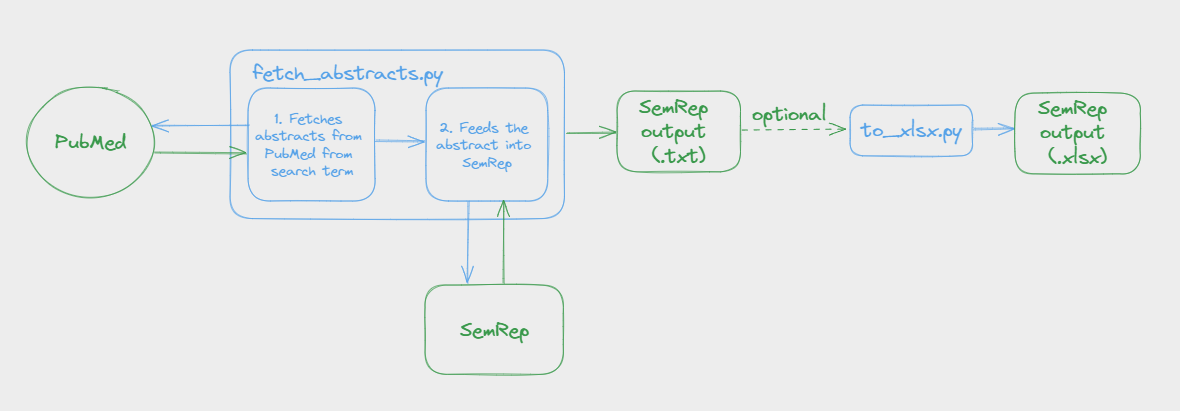 fetch_abstracts.py
PubMed
1. Fetches
abstracts from
PubMed from
search term
2. Feeds the
abstract into
SemRep
SemRep
output
(.txt)
optional
to_xlsx.py
SemRep
output
(.xlsx)
SemRep